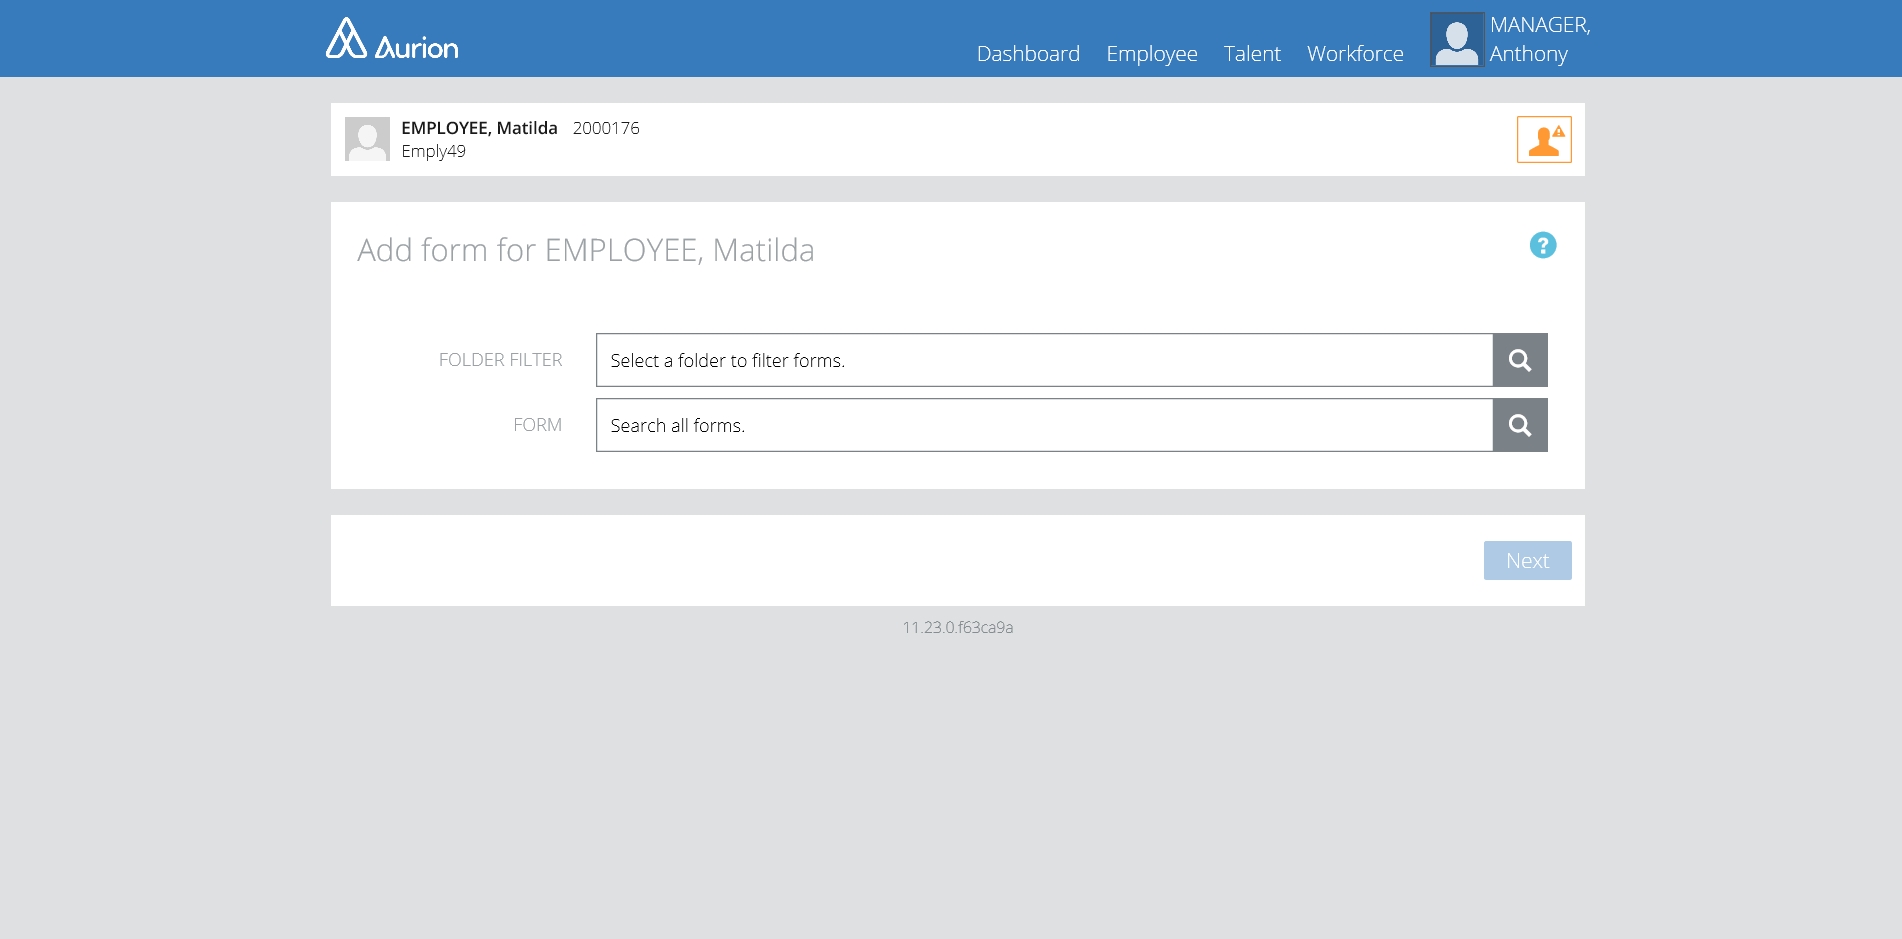 Aurion
Dashboard Employee Talent Workforce
MANAGER,
Anthony
EMPLOYEE, Matilda 2000176
Emply49
Add form for EMPLOYEE, Matilda
?
FOLDER FILTER Select a folder to filter forms.
FORM Search all forms.
Next
11.23.0.f63ca9a